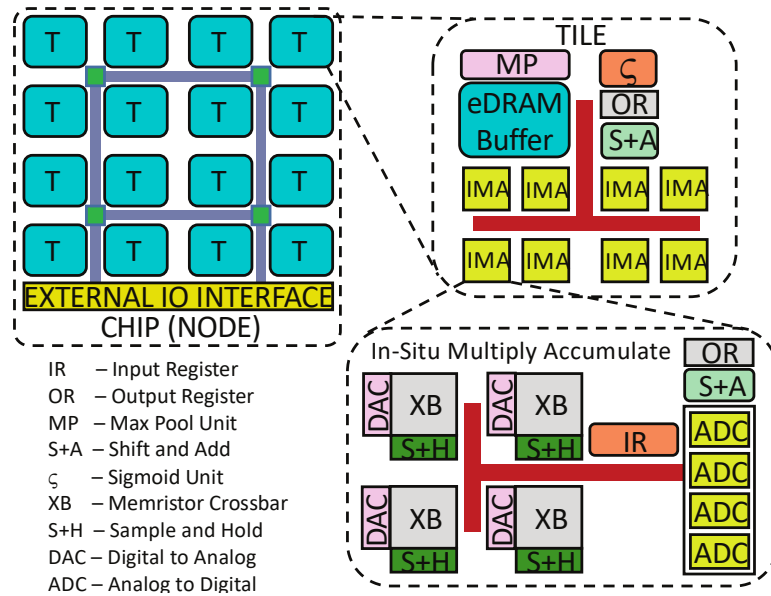 T T T T
T T T T
T T T T
T T T T
EXTERNAL IO INTERFACE
CHIP (NODE)
TILE
MP
ς
eDRAM
Buffer
OR
S+A
IMA IMA IMA IMA
IMA IMA IMA IMA
In-Situ Multiply Accumulate
OR
S+A
DAC XB DAC XB
S+H S+H
IR
ADC
ADC
ADC
ADC
DAC XB DAC XB
S+H S+H
IR – Input Register
OR – Output Register
MP – Max Pool Unit
S+A – Shift and Add
ς – Sigmoid Unit
XB – Memristor Crossbar
S+H – Sample and Hold
DAC – Digital to Analog
ADC – Analog to Digital